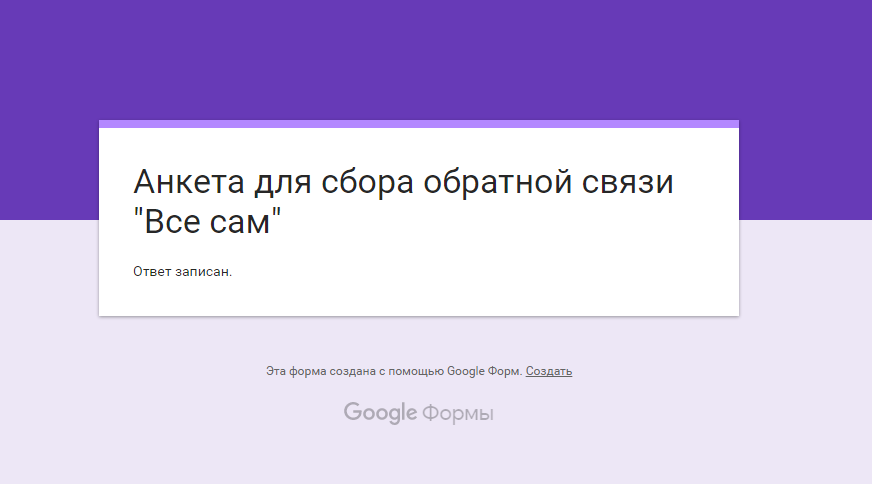 Анкета для сбора обратной связи
"Все сам"
Ответ записан.
Эта форма создана с помощью Google Форм. Создать
Google Формы